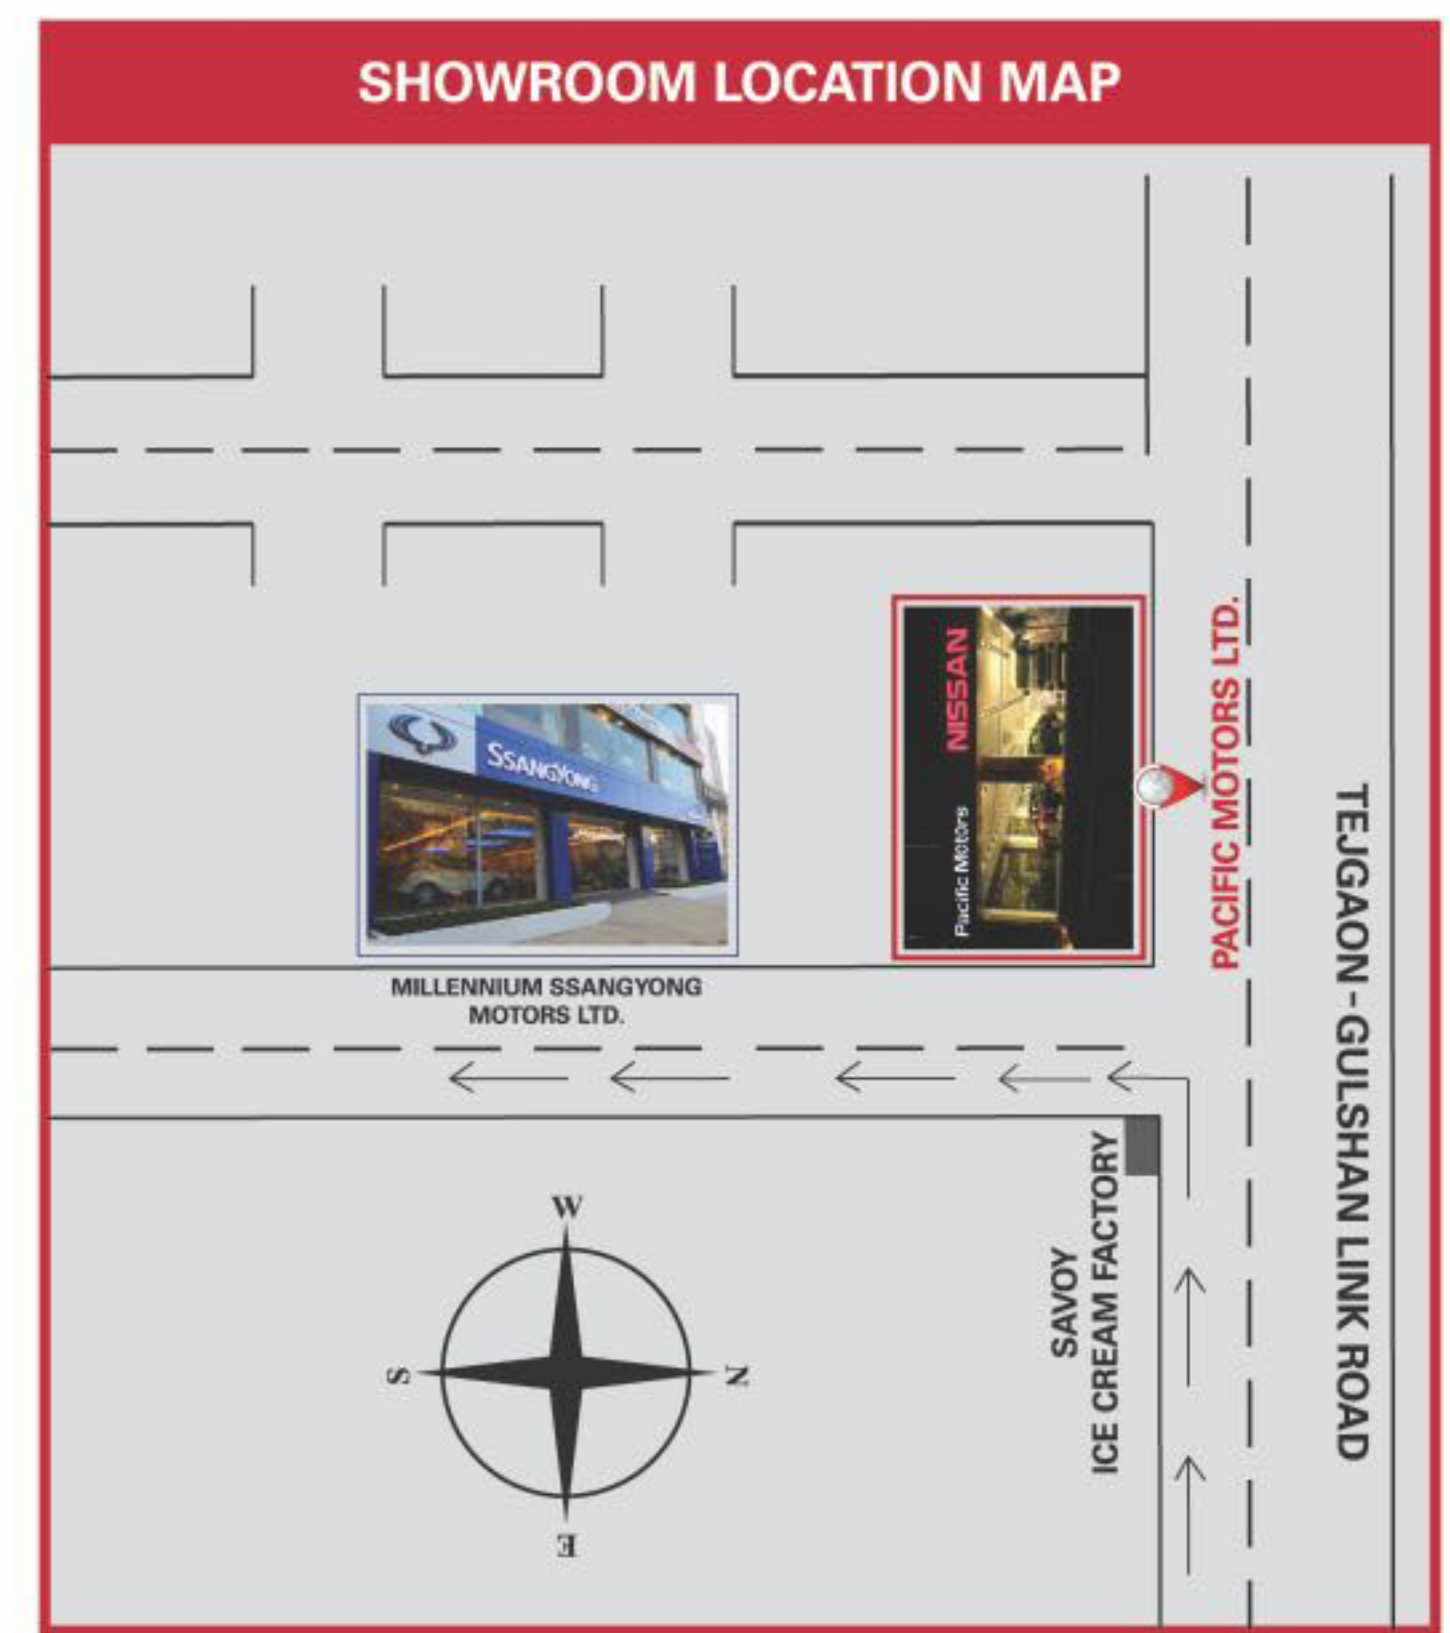 SHOWROOM LOCATION MAP
NISSAN
Pacific Motors
PACIFIC MOTORS LTD.
SSANGYONG
MILLENNIUM SSANGYONG
MOTORS LTD.
TEJGAON-GULSHAN LINK ROAD
SAVOY
ICE CREAM FACTORY
W
S
N
E